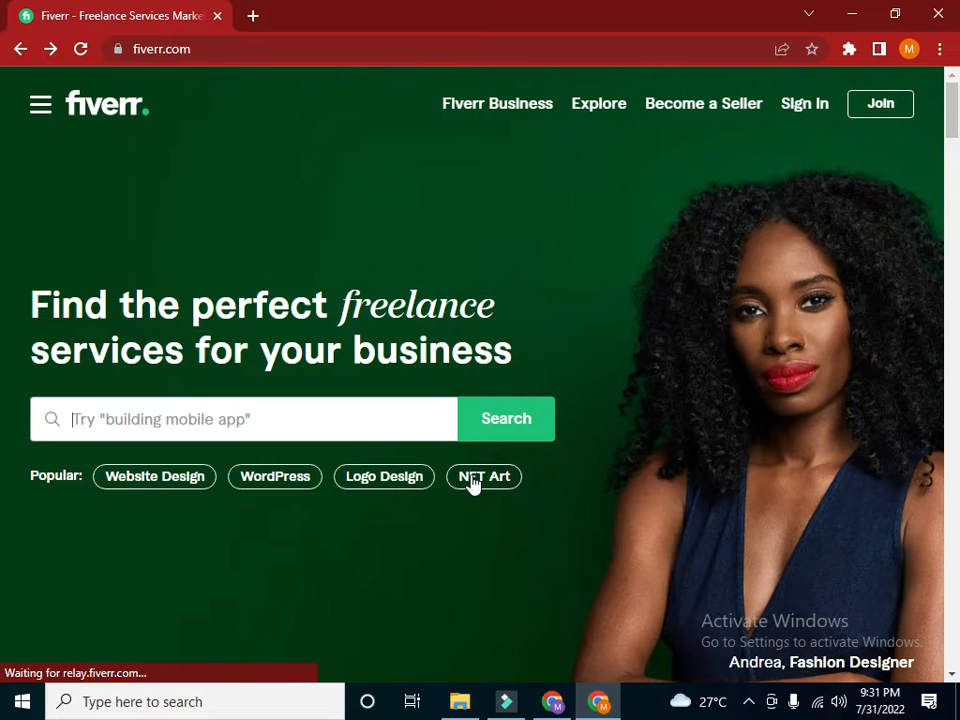 Fiverr - Freelance Services Marke
fiverr.com
M
fiverr.
Fiverr Business
Explore
Become a Seller
Sign in
Join
Find the perfect freelance
services for your business
Try "building mobile app"
Search
Popular:
Website Design
WordPress
Logo Design
NFT Art
Activate Windows
Go to Settings to activate Windows.
Andrea, Fashion Designer
Waiting for relay.fiverr.com...
Type here to search
27°C
9:31 PM
7/31/2022